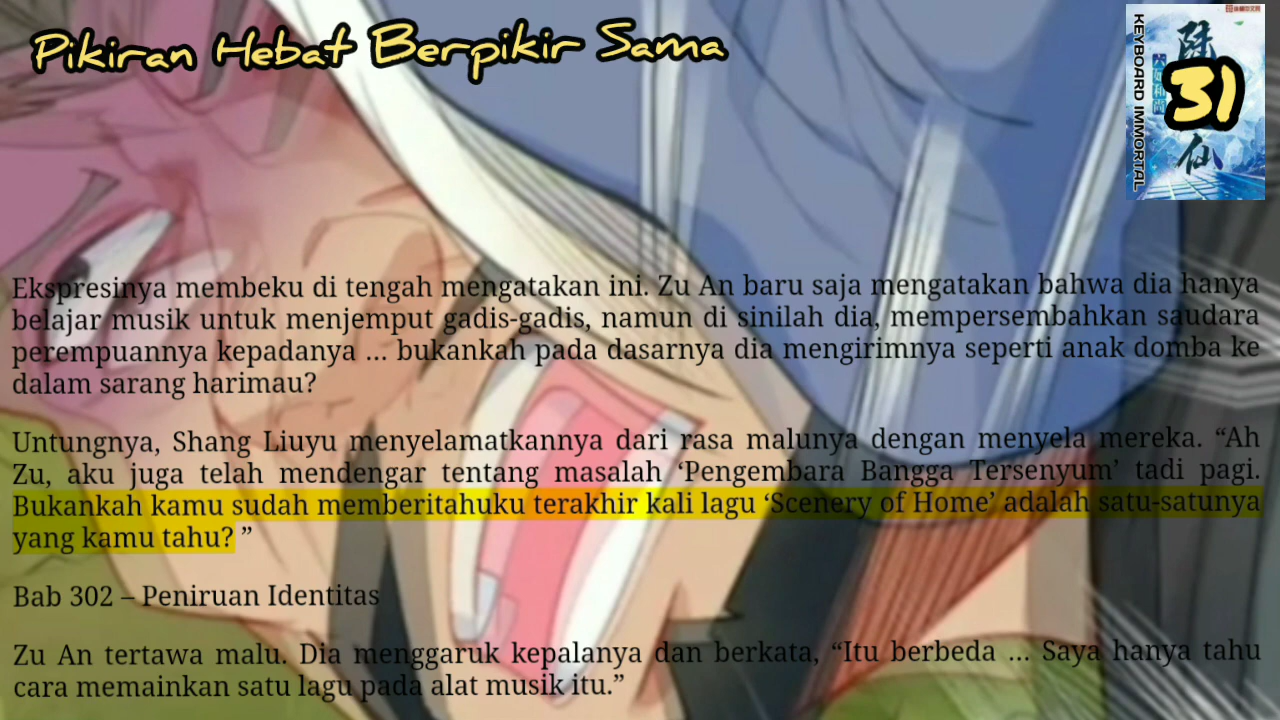 Pikiran Hebat Berpikir Sama
KEYBOARD IMMORTAL
陆
仙
31
Ekspresinya membeku di tengah mengatakan ini. Zu An baru saja mengatakan bahwa dia hanya
belajar musik untuk menjemput gadis-gadis, namun di sinilah dia, mempersembahkan saudara
perempuannya kepadanya … bukankah pada dasarnya dia mengirimnya seperti anak domba ke
dalam sarang harimau?
Untungnya, Shang Liuyu menyelamatkannya dari rasa malunya dengan menyela mereka. “Ah
Zu, aku juga telah mendengar tentang masalah ‘Pengembara Bangga Tersenyum’ tadi pagi.
Bukankah kamu sudah memberitahuku terakhir kali lagu ‘Scenery of Home’ adalah satu-satunya
yang kamu tahu? ”
Bab 302 – Peniruan Identitas
Zu An tertawa malu. Dia menggaruk kepalanya dan berkata, “Itu berbeda … Saya hanya tahu
cara memainkan satu lagu pada alat musik itu.”